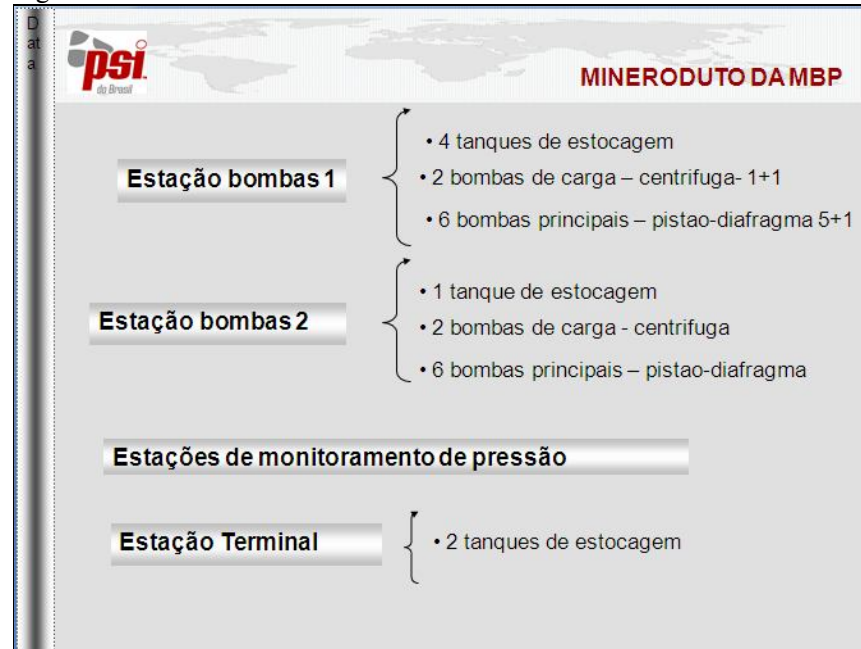 D
at
a
psi.
do Brasil
MINERODUTO DA MBP
Estação bombas 1
• 4 tanques de estocagem
• 2 bombas de carga – centrifuga- 1+1
• 6 bombas principais – pistao-diafragma 5+1
Estação bombas 2
• 1 tanque de estocagem
• 2 bombas de carga - centrifuga
• 6 bombas principais – pistao-diafragma
Estações de monitoramento de pressão
Estação Terminal
• 2 tanques de estocagem